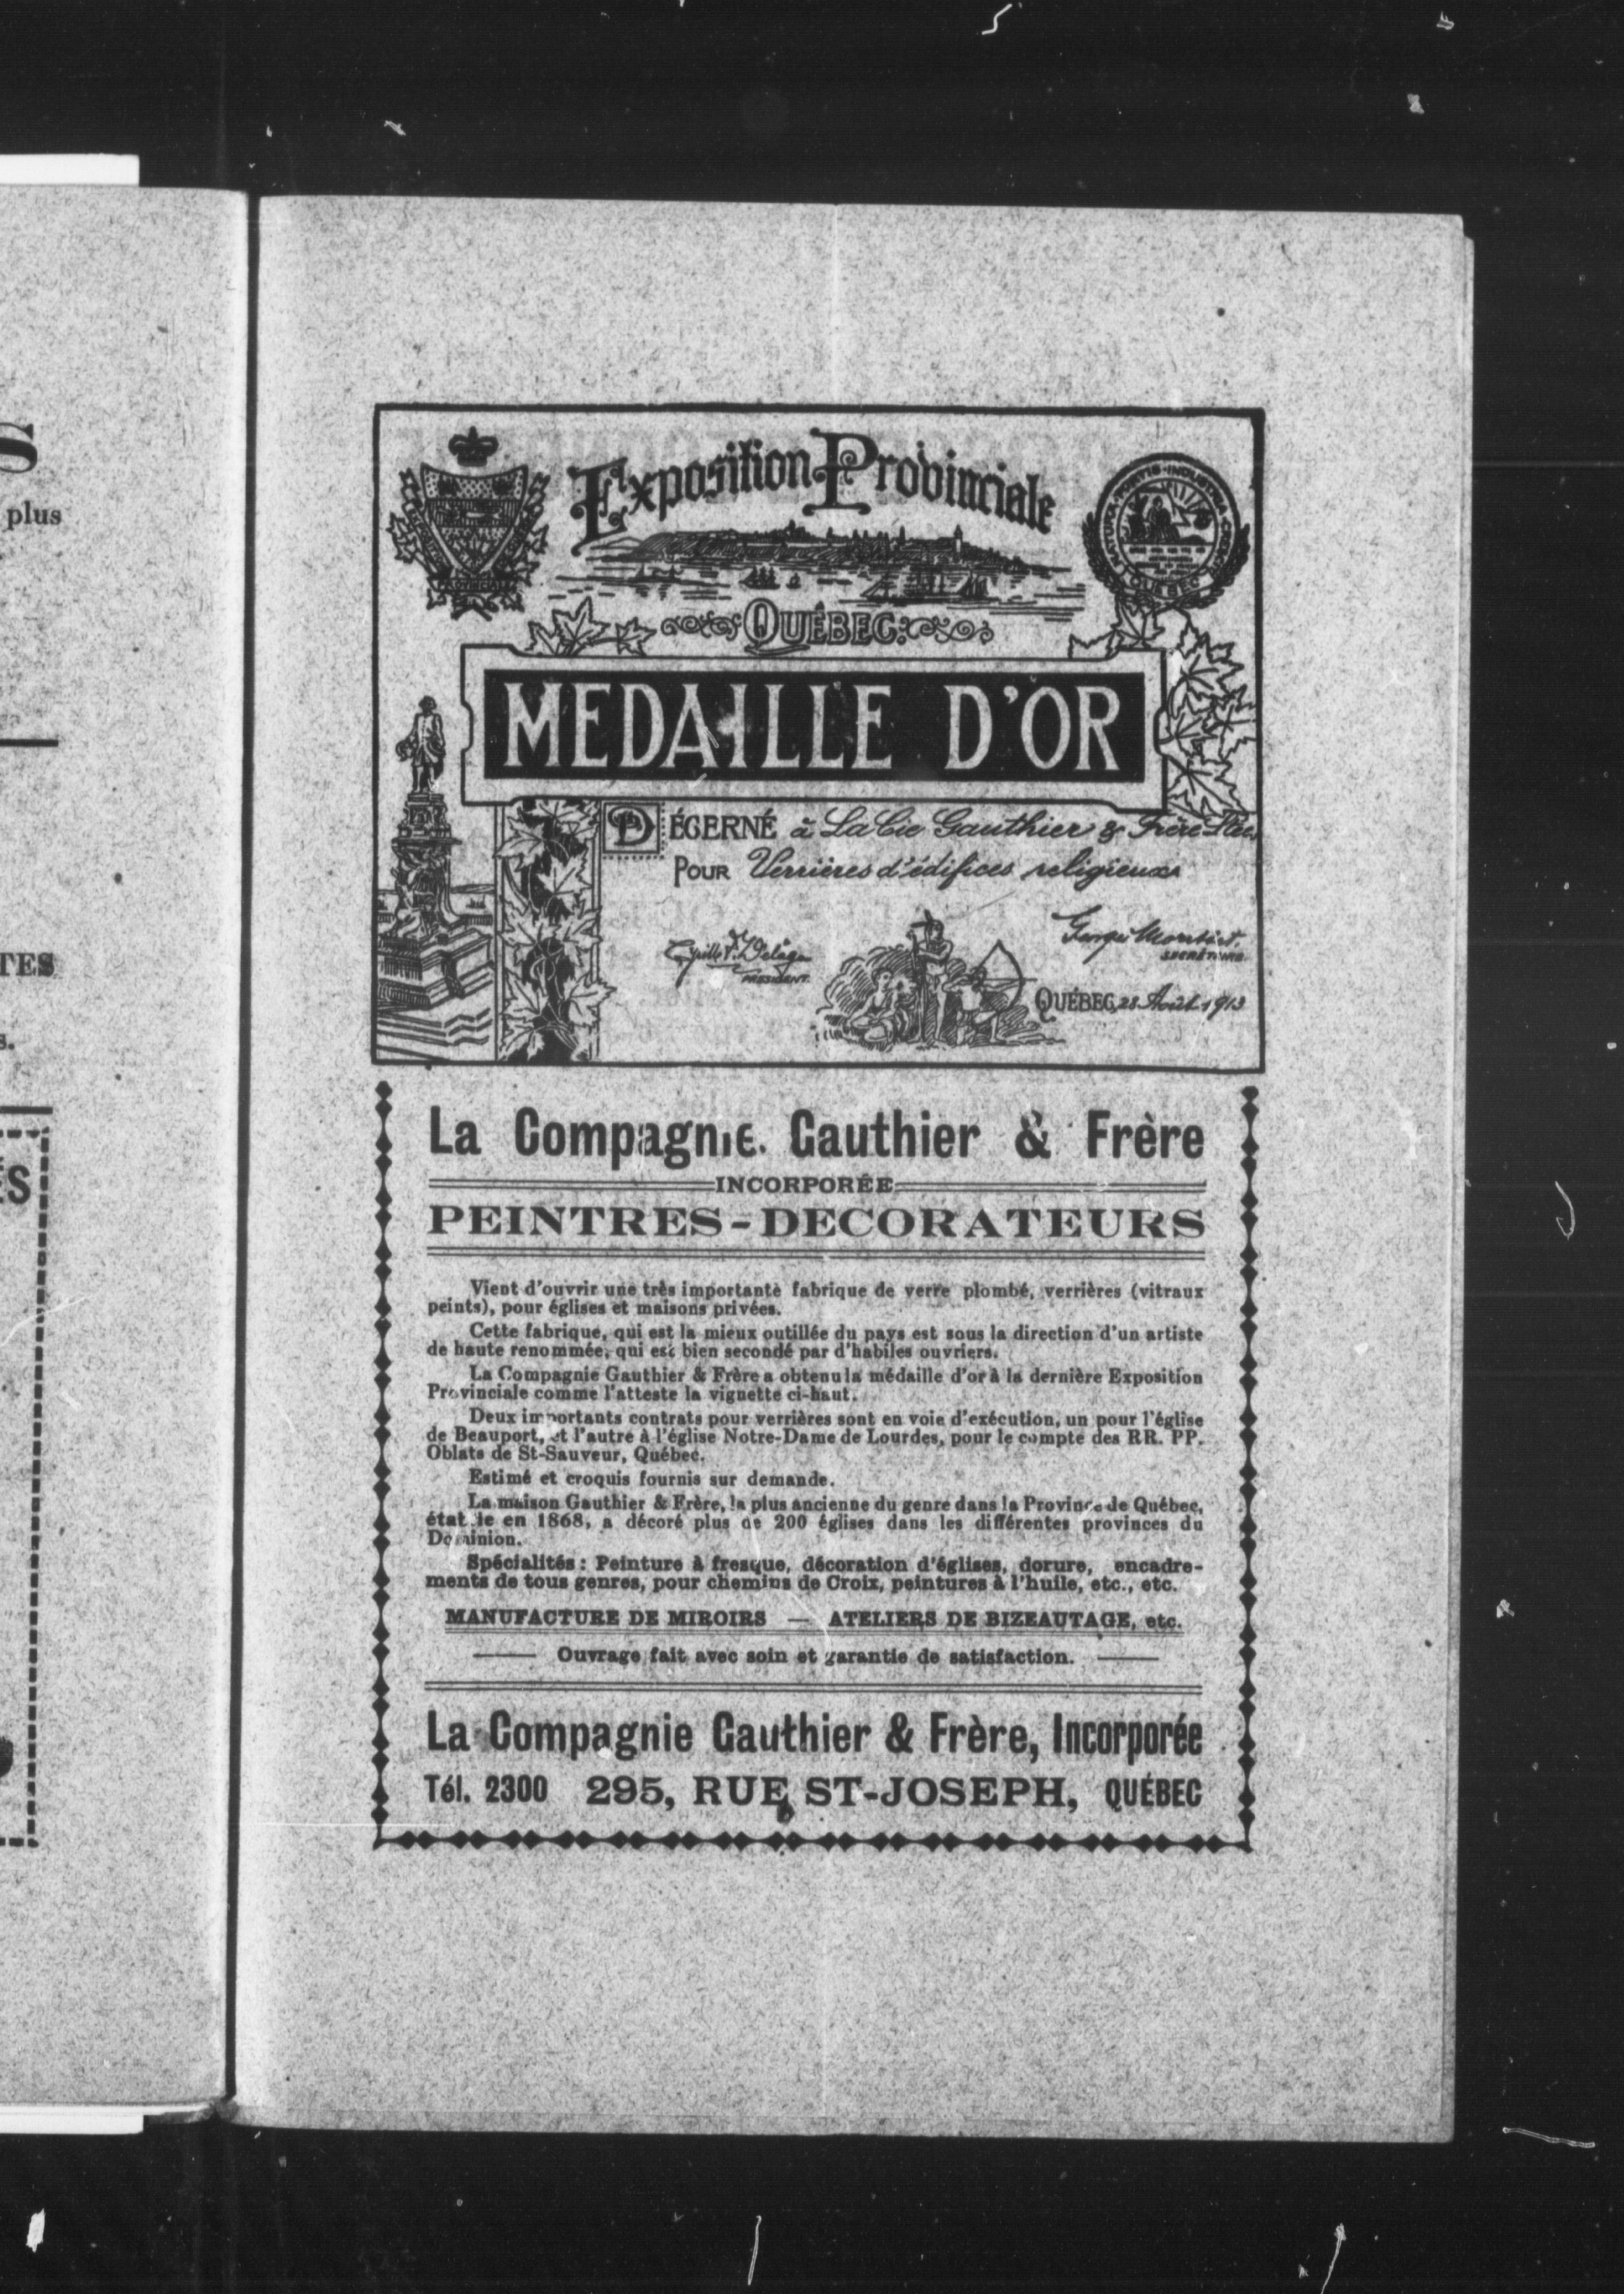 S
plus
TES
s.
ES
Exposition Provinciale
QUÉBEC
MEDAILLE D'OR
DÉCERNÉ à La Cie Gauthier & Frère Ltée,
POUR Verrières d'édifices religieux
PRESIDENT.
SECRÉTAIRE.
QUÉBEC, 28 Août 1913
La Compagnie Gauthier & Frère
INCORPORÉE
PEINTRES-DECORATEURS
Vient d'ouvrir une très importante fabrique de verre plombé, verrières (vitraux
peints), pour églises et maisons privées.
Cette fabrique, qui est la mieux outillée du pays est sous la direction d'un artiste
de haute renommée, qui est bien secondé par d'habiles ouvriers.
La Compagnie Gauthier & Frère a obtenu la médaille d'or à la dernière Exposition
Provinciale comme l'atteste la vignette ci-haut.
Deux importants contrats pour verrières sont en voie d'exécution, un pour l'église
de Beauport, et l'autre à l'église Notre-Dame de Lourdes, pour le compte des RR. PP.
Oblats de St-Sauveur, Québec.
Estimé et croquis fournis sur demande.
La maison Gauthier & Frère, la plus ancienne du genre dans la Province de Québec,
établie en 1868, a décoré plus de 200 églises dans les différentes provinces du
Dominion.
Spécialités : Peinture à fresque, décoration d'églises, dorure, encadre-
ments de tous genres, pour chemins de Croix, peintures à l'huile, etc., etc.
MANUFACTURE DE MIROIRS — ATELIERS DE BIZEAUTAGE, etc.
Ouvrage fait avec soin et garantie de satisfaction.
La Compagnie Gauthier & Frère, Incorporée
Tél. 2300 295, RUE ST-JOSEPH, QUÉBEC